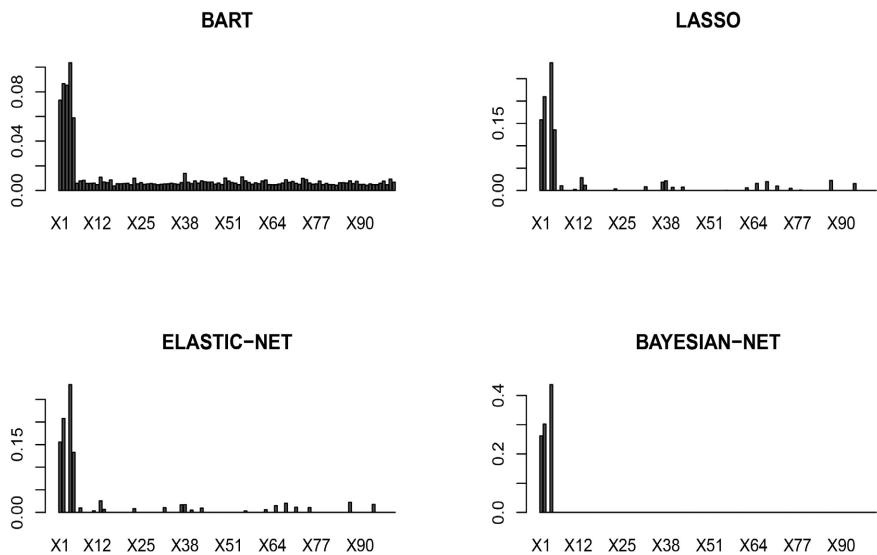 BART
0.00 0.04 0.08
X1 X12 X25 X38 X51 X64 X77 X90
LASSO
0.00 0.15
X1 X12 X25 X38 X51 X64 X77 X90
ELASTIC−NET
0.00 0.15
X1 X12 X25 X38 X51 X64 X77 X90
BAYESIAN−NET
0.0 0.2 0.4
X1 X12 X25 X38 X51 X64 X77 X90